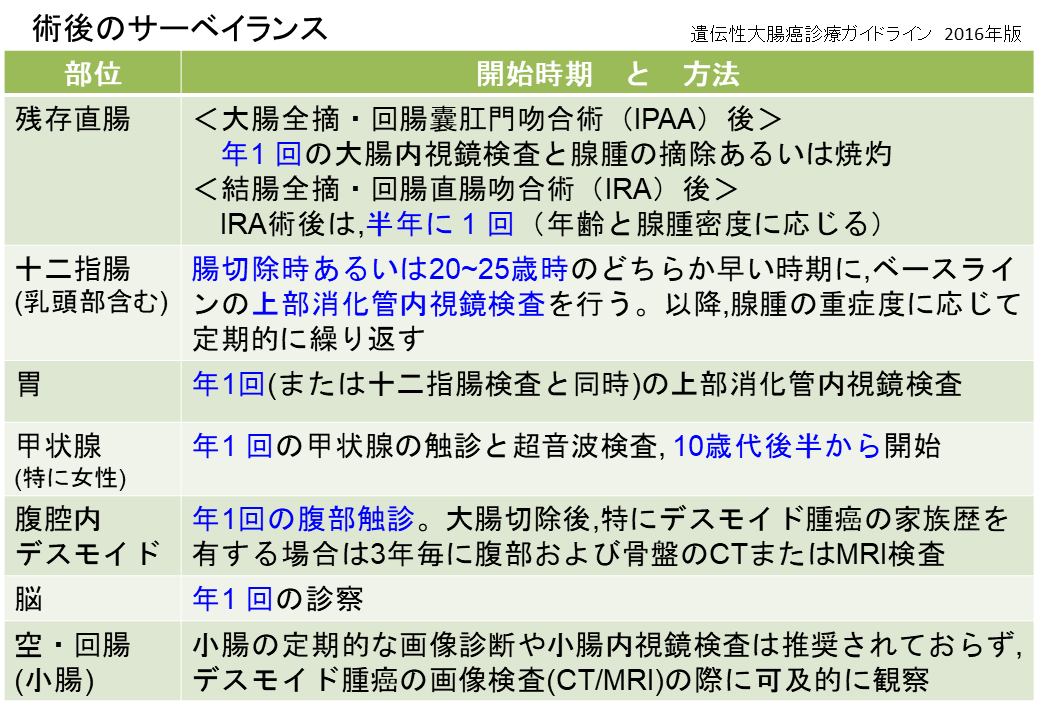 術後のサーベイランス
遺伝性大腸癌診療ガイドライン 2016年版
部位 開始時期 と 方法
残存直腸 ＜大腸全摘・回腸嚢肛門吻合術（IPAA）後＞
年1 回の大腸内視鏡検査と腺腫の摘除あるいは焼灼
＜結腸全摘・回腸直腸吻合術（IRA）後＞
IRA術後は,半年に１回（年齢と腺腫密度に応じる）
十二指腸 腸切除時あるいは20~25歳時のどちらか早い時期に,ベースライ
(乳頭部含む) ンの上部消化管内視鏡検査を行う。以降,腺腫の重症度に応じて
定期的に繰り返す
胃 年1回(または十二指腸検査と同時)の上部消化管内視鏡検査
甲状腺 年1 回の甲状腺の触診と超音波検査, 10歳代後半から開始
(特に女性)
腹腔内 年1回の腹部触診。大腸切除後,特にデスモイド腫癌の家族歴を
デスモイド 有する場合は3年毎に腹部および骨盤のCTまたはMRI検査
脳 年1 回の診察
空・回腸 小腸の定期的な画像診断や小腸内視鏡検査は推奨されておらず,
(小腸) デスモイド腫癌の画像検査(CT/MRI)の際に可及的に観察